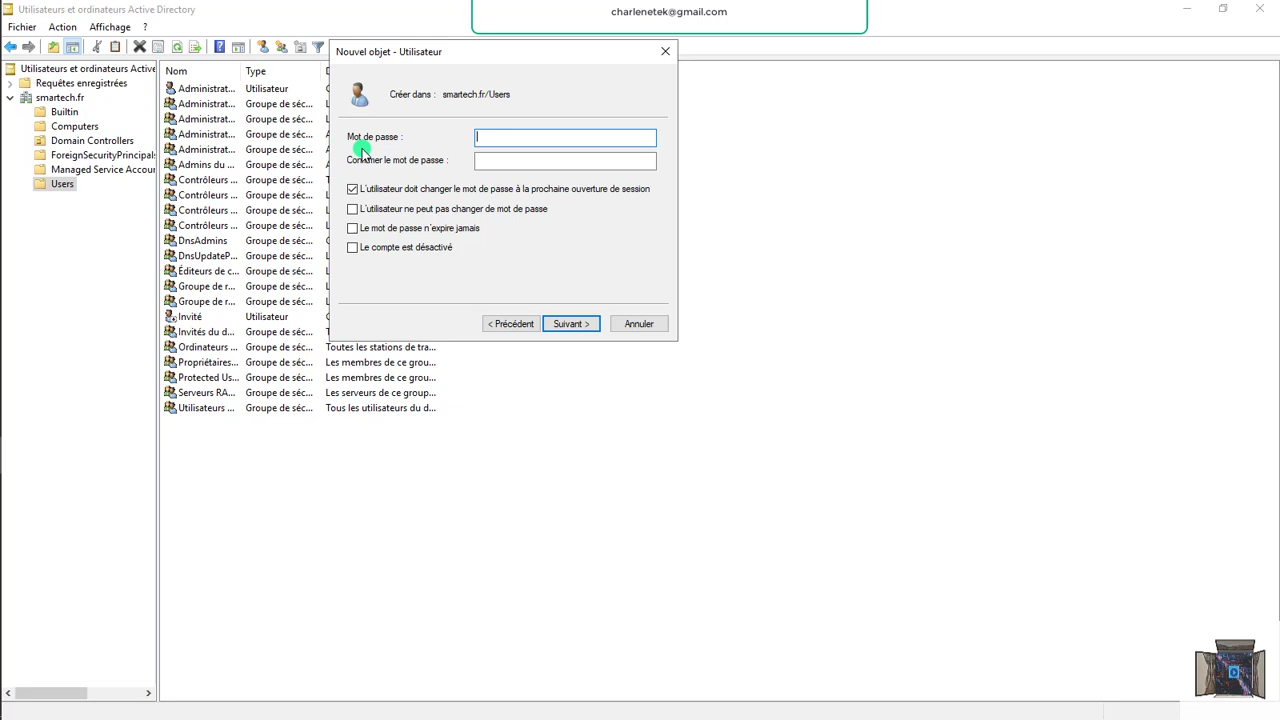 charlenetek@gmail.com
Utilisateurs et ordinateurs Active Directory
Fichier Action Affichage ?
Utilisateurs et ordinateurs Active
Requêtes enregistrées
smartech.fr
Builtin
Computers
Domain Controllers
ForeignSecurityPrincipals
Managed Service Accour
Users
Nom Type
Administrat... Utilisateur
Administrat... Groupe de séc...
Administrat... Groupe de séc...
Administrat... Groupe de séc...
Administrat... Groupe de séc...
Admins du ... Groupe de séc...
Contrôleurs Groupe de séc...
Contrôleurs Groupe de séc...
Contrôleurs Groupe de séc...
Contrôleurs Groupe de séc...
DnsAdmins Groupe de séc...
DnsUpdateP... Groupe de séc...
Éditeurs de c... Groupe de séc...
Groupe de r... Groupe de séc...
Groupe de r... Groupe de séc...
Invité Utilisateur
Invités du d... Groupe de séc...
Ordinateurs ... Groupe de séc... Toutes les stations de tra...
Propriétaires... Groupe de séc... Les membres de ce grou...
Protected Us... Groupe de séc... Les membres de ce grou...
Serveurs RA... Groupe de séc... Les serveurs de ce group...
Utilisateurs ... Groupe de séc... Tous les utilisateurs du d...
Nouvel objet - Utilisateur
Créer dans : smartech.fr/Users
Mot de passe :
Confirmer le mot de passe :
L'utilisateur doit changer le mot de passe à la prochaine ouverture de session
L'utilisateur ne peut pas changer de mot de passe
Le mot de passe n'expire jamais
Le compte est désactivé
< Précédent Suivant > Annuler